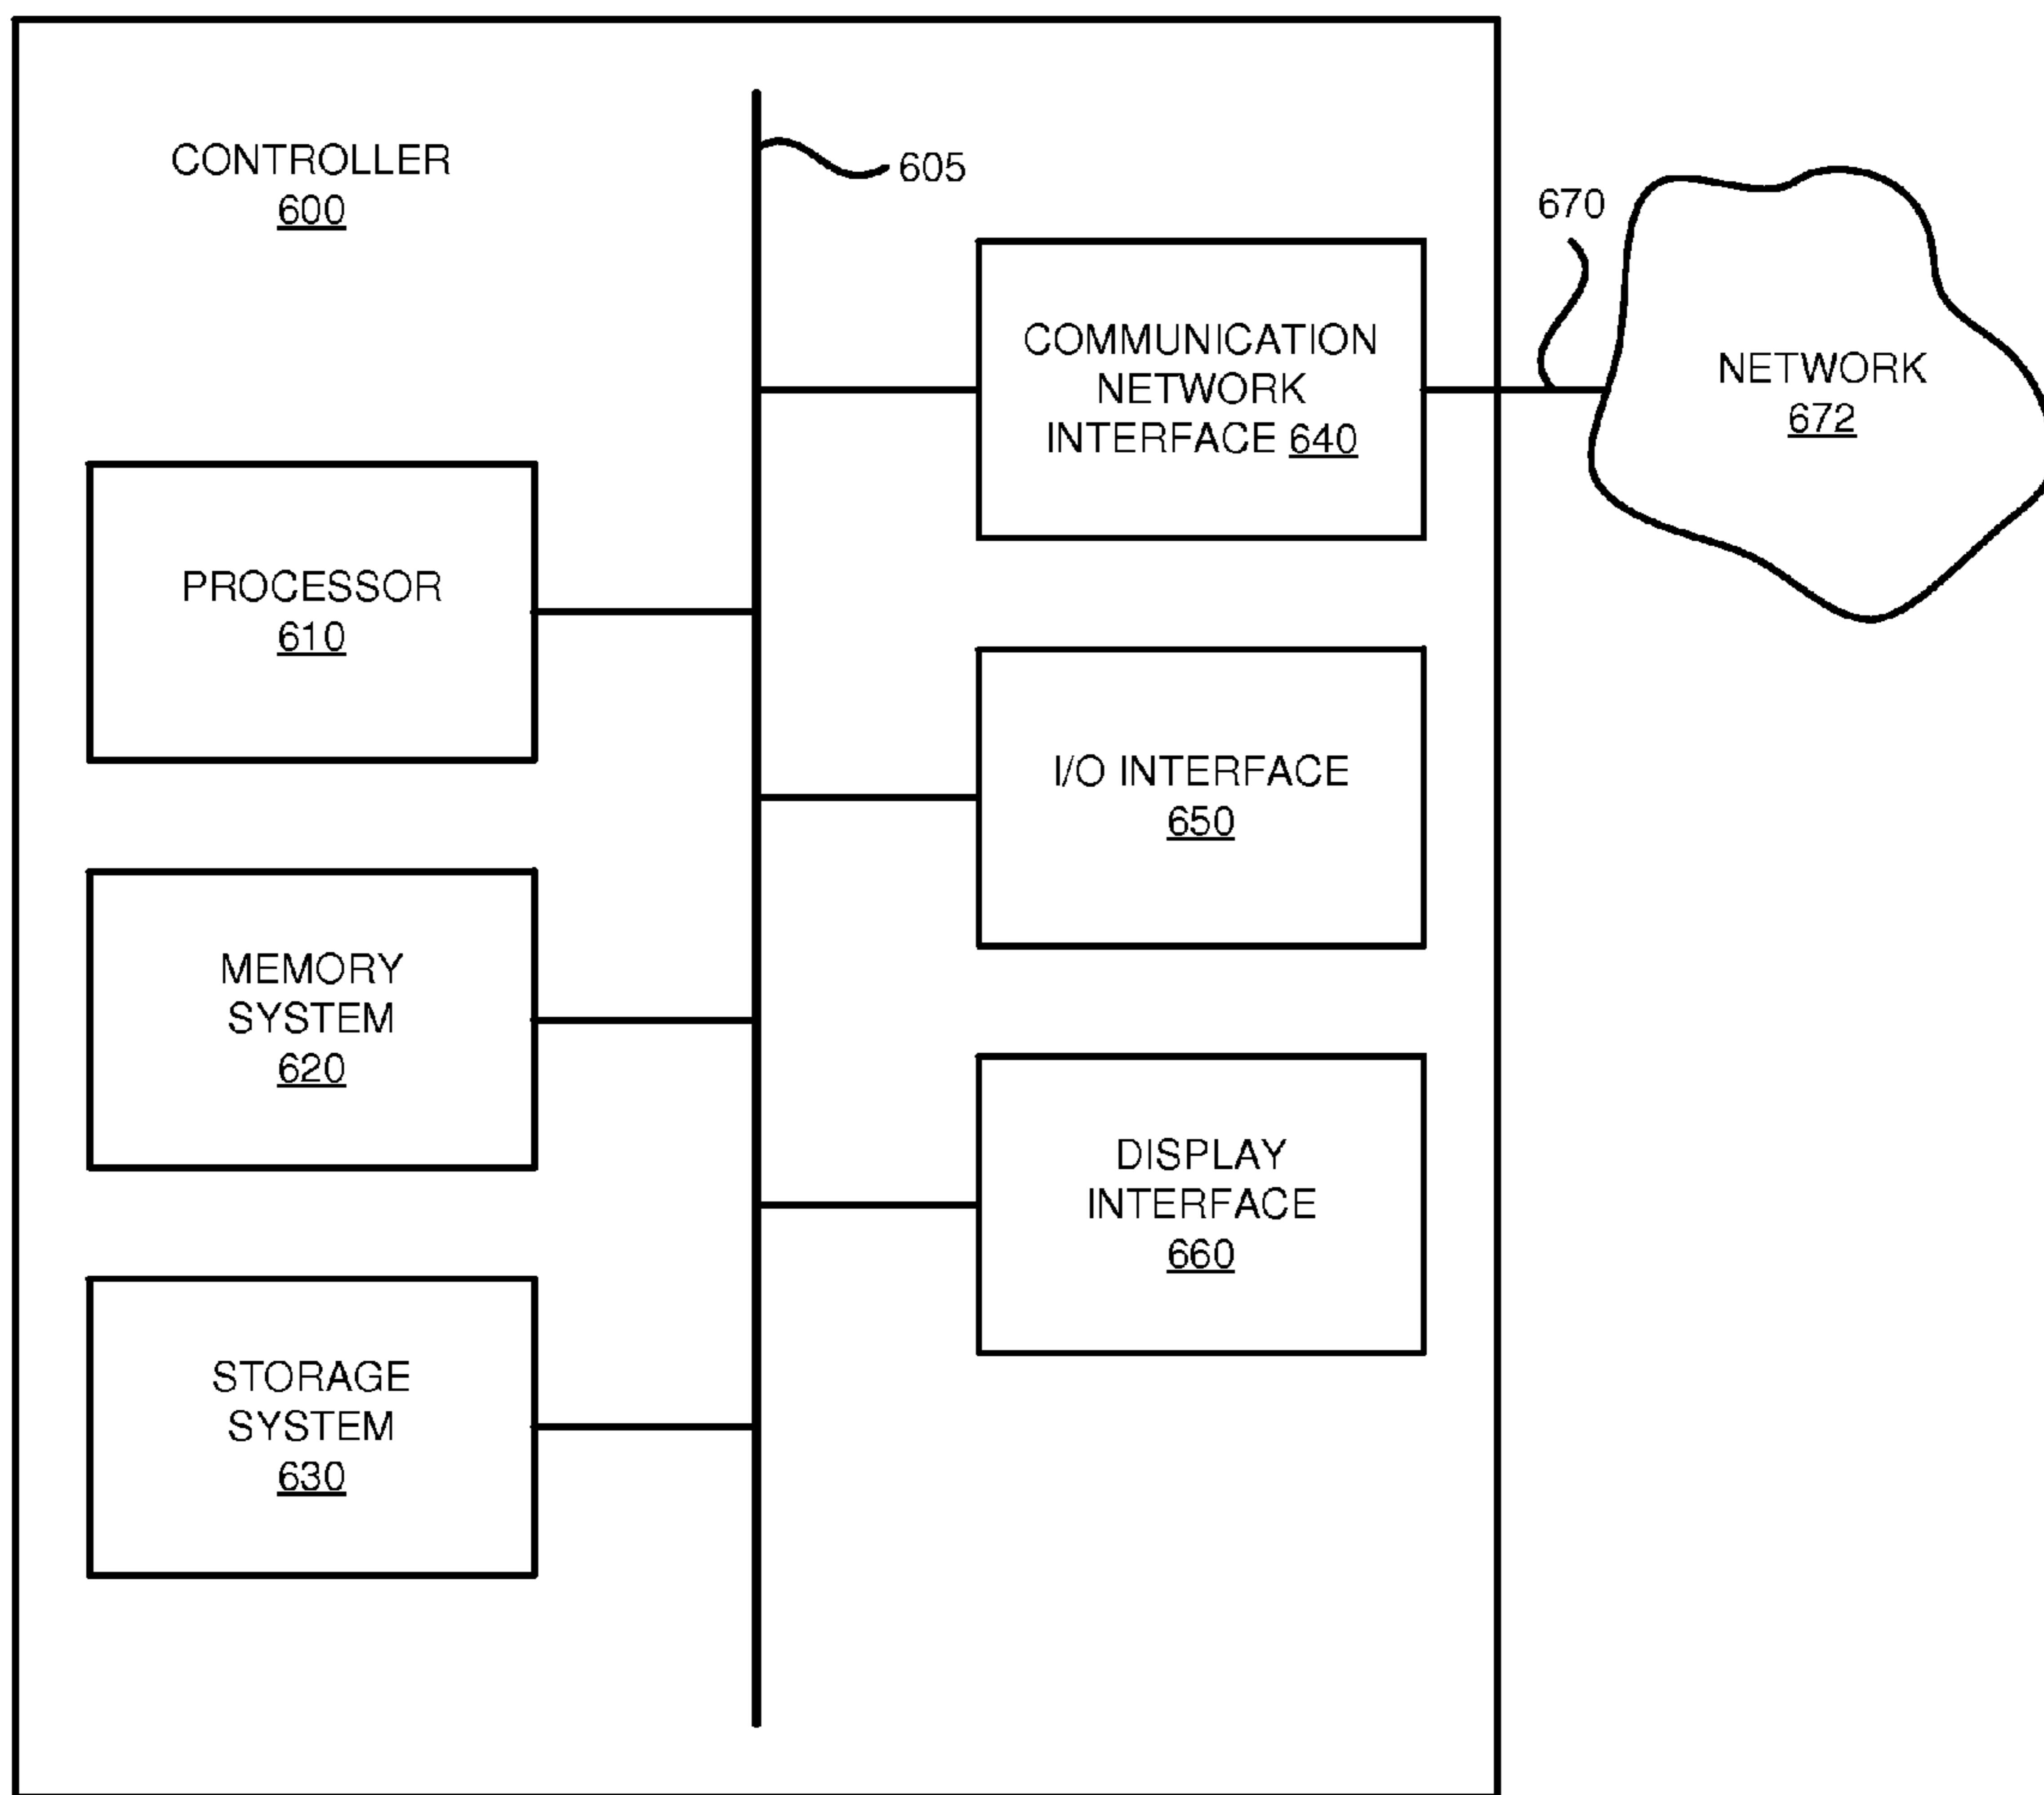 CONTROLLER
600
605
670
COMMUNICATION
NETWORK
INTERFACE 640
NETWORK
672
PROCESSOR
610
I/O INTERFACE
650
MEMORY
SYSTEM
620
DISPLAY
INTERFACE
660
STORAGE
SYSTEM
630